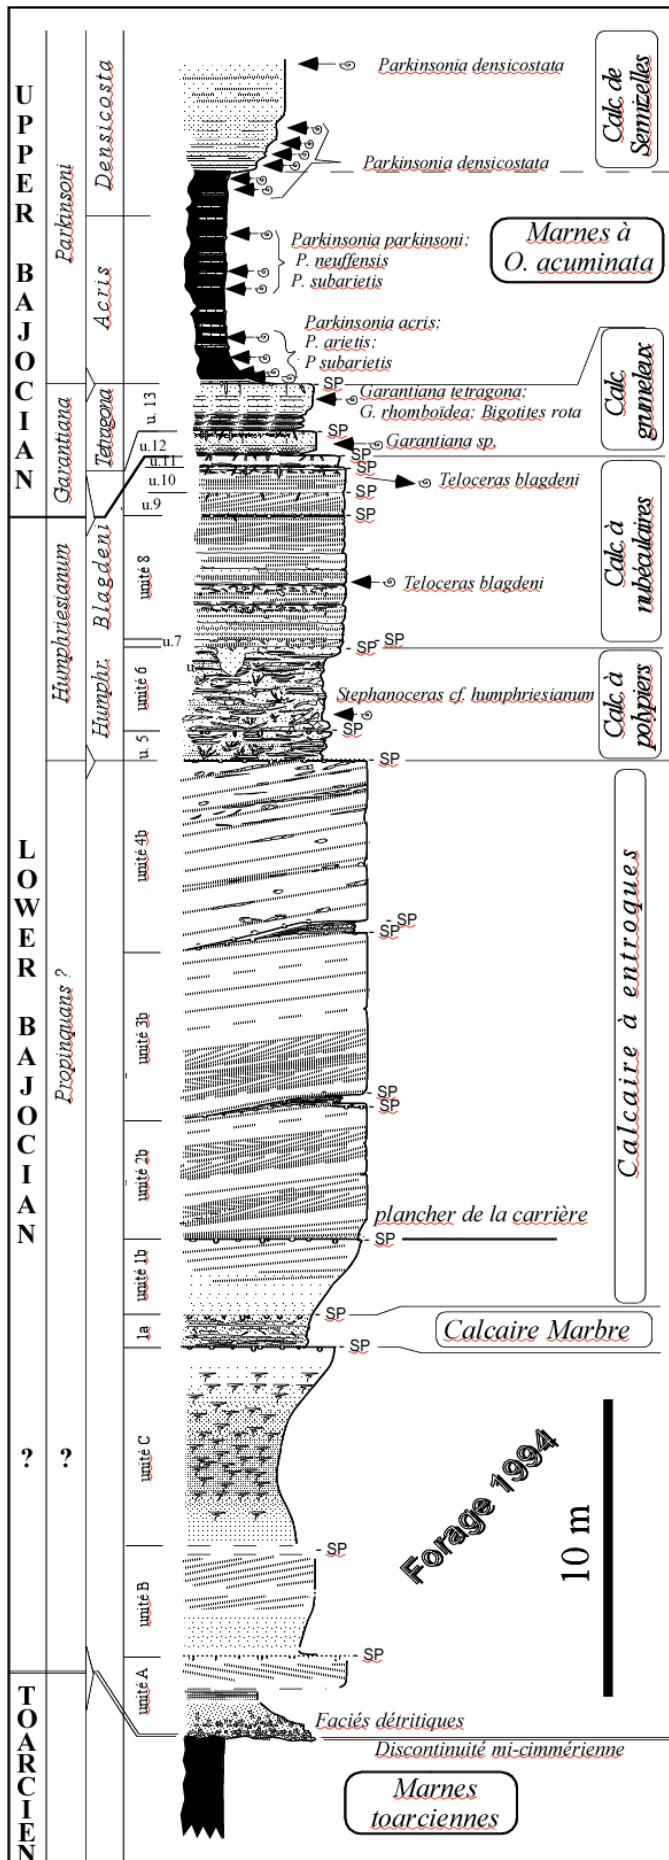 UPPER BAJOCIAN
LOWER BAJOCIAN
?
TOARCIEN
Parkinsoni
Garantiana
Humphriesianum
Propinquans ?
?
Densicosta
Acris
Tetragona
Blagdeni
Humphr.
u. 13
u.12
u.11
u.10
u.9
unité 8
u.7
unité 6
u.
u. 5
unité 4b
unité 3b
unité 2b
unité 1b
1a
unité C
unité B
unité A
Parkinsonia densicostata
Parkinsonia densicostata
Parkinsonia parkinsoni;
P. neuffensis
P. subarietis
Parkinsonia acris;
P. arietis;
P subarietis
SP
Garantiana tetragona;
G. rhomboïdea; Bigotites rota
SP
Garantiana sp.
SP
SP
Teloceras blagdeni
SP
SP
Teloceras blagdeni
SP
SP
Stephanoceras cf. humphriesianum
SP
SP
SP
SP
SP
SP
plancher de la carrière
SP
SP
SP
SP
SP
Faciés détritiques
Discontinuité mi-cimmérienne
Calc. de
Sermizelles
Marnes à
O. acuminata
Calc.
grumeleux
Calc. à
nubéculaires
Calc. à
polypiers
Calcaire à entroques
Calcaire Marbre
Forage 1994
10 m
Marnes
toarciennes